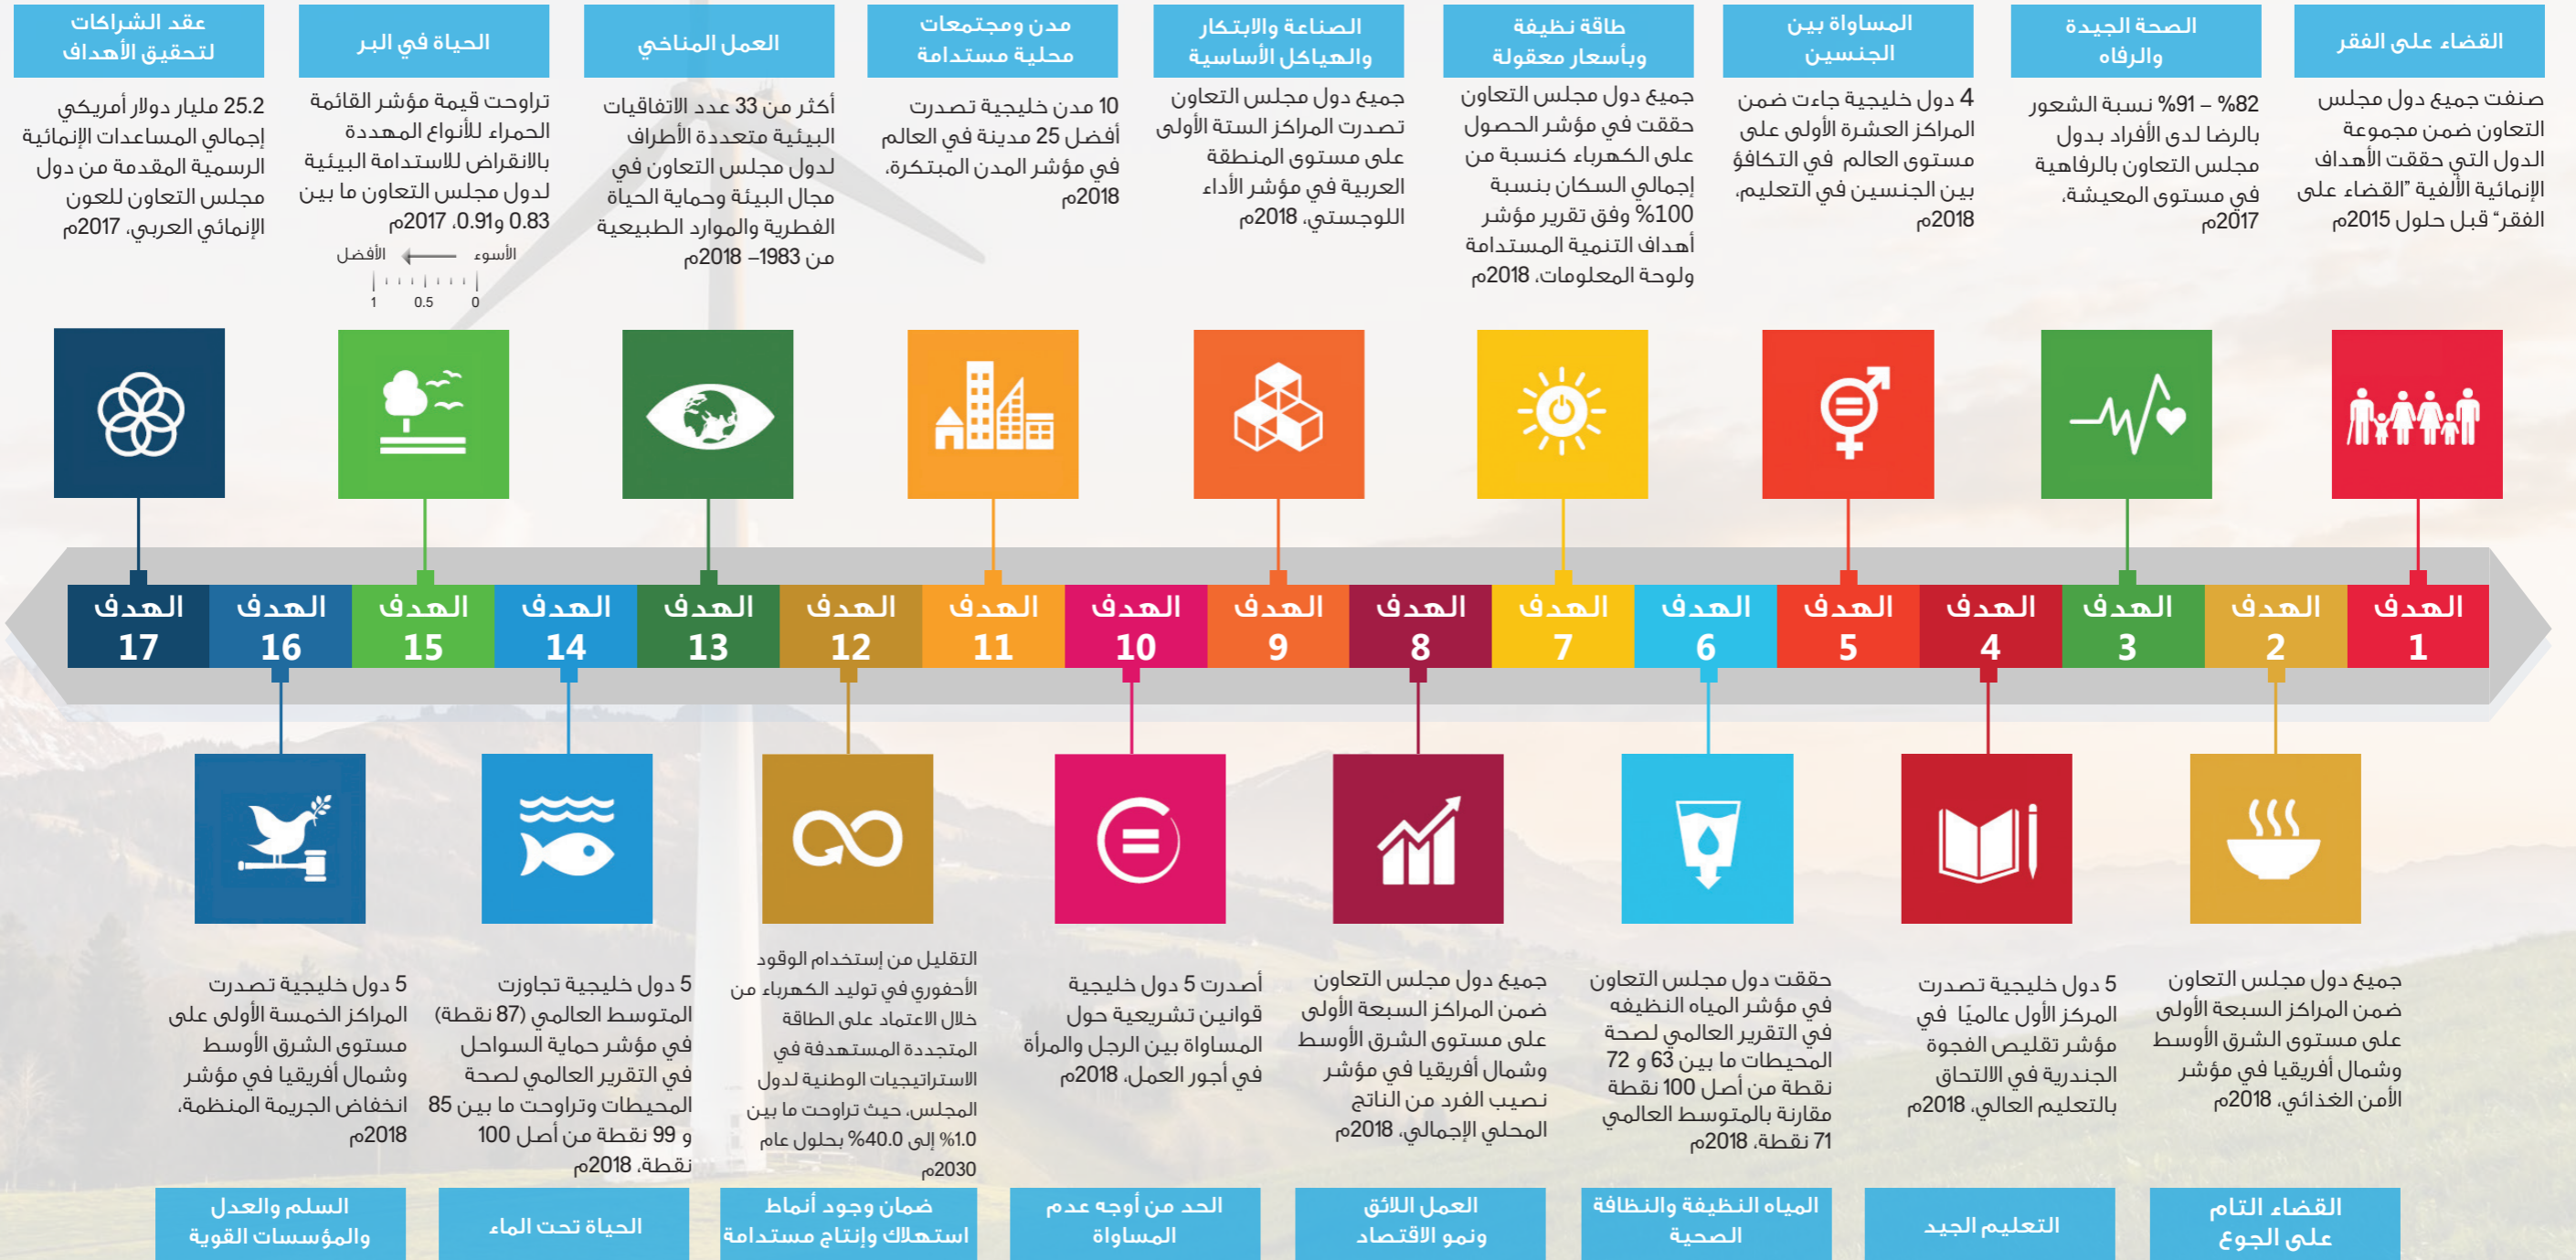 القضاء على الفقر
صنفت جميع دول مجلس
التعاون ضمن مجموعة
الدول التي حققت الأهداف
الإنمائية الألفية "القضاء على
الفقر" قبل حلول 2015م
الصحة الجيدة
والرفاه
82% – 91% نسبة الشعور
بالرضا لدى الأفراد بدول
مجلس التعاون بالرفاهية
في مستوى المعيشة،
2017م
المساواة بين
الجنسين
4 دول خليجية جاءت ضمن
المراكز العشرة الأولى على
مستوى العالم في التكافؤ
بين الجنسين في التعليم،
2018م
طاقة نظيفة
وبأسعار معقولة
جميع دول مجلس التعاون
حققت في مؤشر الحصول
على الكهرباء كنسبة من
إجمالي السكان بنسبة
100% وفق تقرير مؤشر
أهداف التنمية المستدامة
ولوحة المعلومات، 2018م
الصناعة والابتكار
والهياكل الأساسية
جميع دول مجلس التعاون
تصدرت المراكز الستة الأولى
على مستوى المنطقة
العربية في مؤشر الأداء
اللوجستي، 2018م
مدن ومجتمعات
محلية مستدامة
10 مدن خليجية تصدرت
أفضل 25 مدينة في العالم
في مؤشر المدن المبتكرة،
2018م
العمل المناخي
أكثر من 33 عدد الاتفاقيات
البيئية متعددة الأطراف
لدول مجلس التعاون في
مجال البيئة وحماية الحياة
الفطرية والموارد الطبيعية
من 1983– 2018م
الحياة في البر
تراوحت قيمة مؤشر القائمة
الحمراء للأنواع المهددة
بالانقراض للاستدامة البيئية
لدول مجلس التعاون ما بين
0.83 و0.91، 2017م
الأسوء الأفضل
0 0.5 1
عقد الشراكات
لتحقيق الأهداف
25.2 مليار دولار أمريكي
إجمالي المساعدات الإنمائية
الرسمية المقدمة من دول
مجلس التعاون للعون
الإنمائي العربي، 2017م
الهدف 1
الهدف 2
الهدف 3
الهدف 4
الهدف 5
الهدف 6
الهدف 7
الهدف 8
الهدف 9
الهدف 10
الهدف 11
الهدف 12
الهدف 13
الهدف 14
الهدف 15
الهدف 16
الهدف 17
جميع دول مجلس التعاون
ضمن المراكز السبعة الأولى
على مستوى الشرق الأوسط
وشمال أفريقيا في مؤشر
الأمن الغذائي، 2018م
القضاء التام
على الجوع
5 دول خليجية تصدرت
المركز الأول عالميًا في
مؤشر تقليص الفجوة
الجندرية في الالتحاق
بالتعليم العالي، 2018م
التعليم الجيد
حققت دول مجلس التعاون
في مؤشر المياه النظيفه
في التقرير العالمي لصحة
المحيطات ما بين 63 و 72
نقطة من أصل 100 نقطة
مقارنة بالمتوسط العالمي
71 نقطة، 2018م
المياه النظيفة والنظافة
الصحية
جميع دول مجلس التعاون
ضمن المراكز السبعة الأولى
على مستوى الشرق الأوسط
وشمال أفريقيا في مؤشر
نصيب الفرد من الناتج
المحلي الإجمالي، 2018م
العمل اللائق
ونمو الاقتصاد
أصدرت 5 دول خليجية
قوانين تشريعية حول
المساواة بين الرجل والمرأة
في أجور العمل، 2018م
الحد من أوجه عدم
المساواة
التقليل من إستخدام الوقود
الأحفوري في توليد الكهرباء من
خلال الاعتماد على الطاقة
المتجددة المستهدفة في
الاستراتيجيات الوطنية لدول
المجلس، حيث تراوحت ما بين
1.0% إلى 40.0% بحلول عام
2030م
ضمان وجود أنماط
استهلاك وإنتاج مستدامة
5 دول خليجية تجاوزت
المتوسط العالمي (87 نقطة)
في مؤشر حماية السواحل
في التقرير العالمي لصحة
المحيطات وتراوحت ما بين 85
و 99 نقطة من أصل 100
نقطة، 2018م
الحياة تحت الماء
5 دول خليجية تصدرت
المراكز الخمسة الأولى على
مستوى الشرق الأوسط
وشمال أفريقيا في مؤشر
انخفاض الجريمة المنظمة،
2018م
السلم والعدل
والمؤسسات القوية